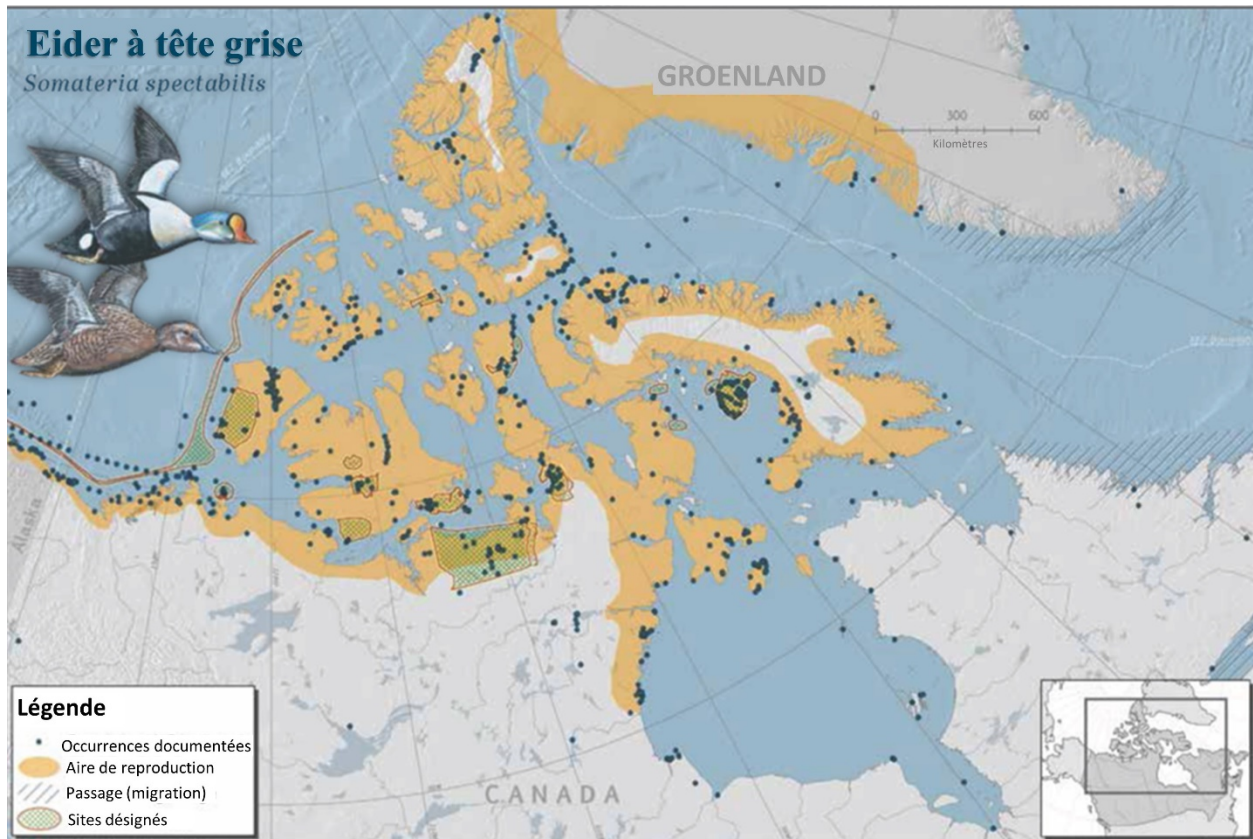 Eider à tête grise
Somateria spectabilis
GROENLAND
0 300 600
Kilomètres
Alaska
CANADA
Légende
Occurrences documentées
Aire de reproduction
Passage (migration)
Sites désignés